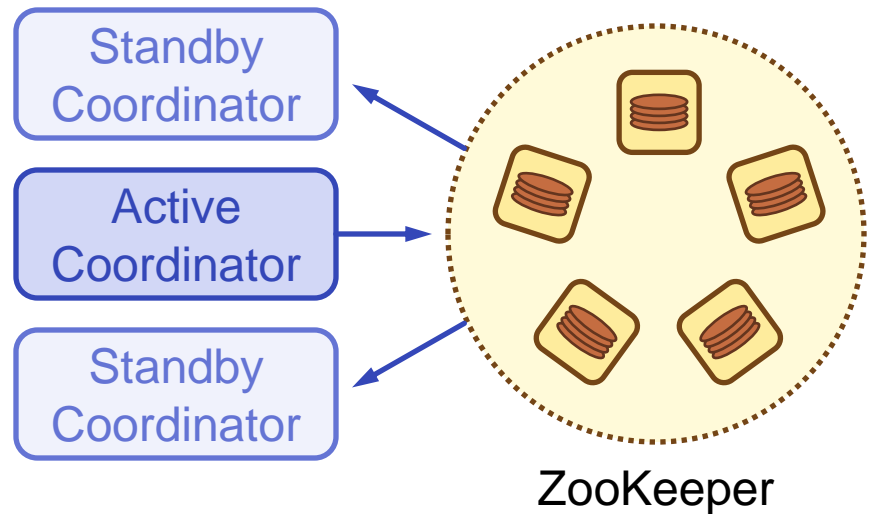 Standby
Coordinator
Active
Coordinator
Standby
Coordinator
ZooKeeper